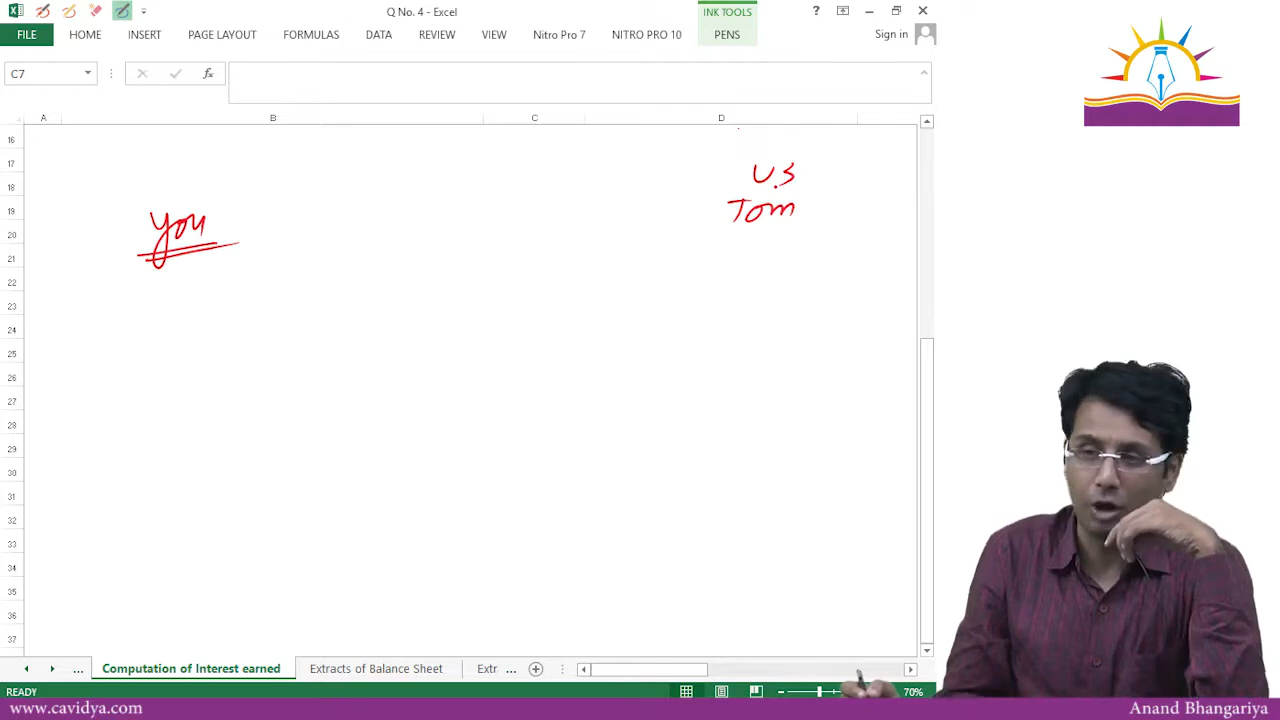 Q No. 4 - Excel
INK TOOLS
?
FILE
HOME
INSERT
PAGE LAYOUT
FORMULAS
DATA
REVIEW
VIEW
Nitro Pro 7
NITRO PRO 10
PENS
Sign in
C7
fx
A
B
C
D
16
17
18
19
20
21
22
23
24
25
26
27
28
29
30
31
32
33
34
35
36
37
U.S
Tom
you
...
Computation of Interest earned
Extracts of Balance Sheet
Extr ...
READY
70%
www.cavidya.com
Anand Bhangariya